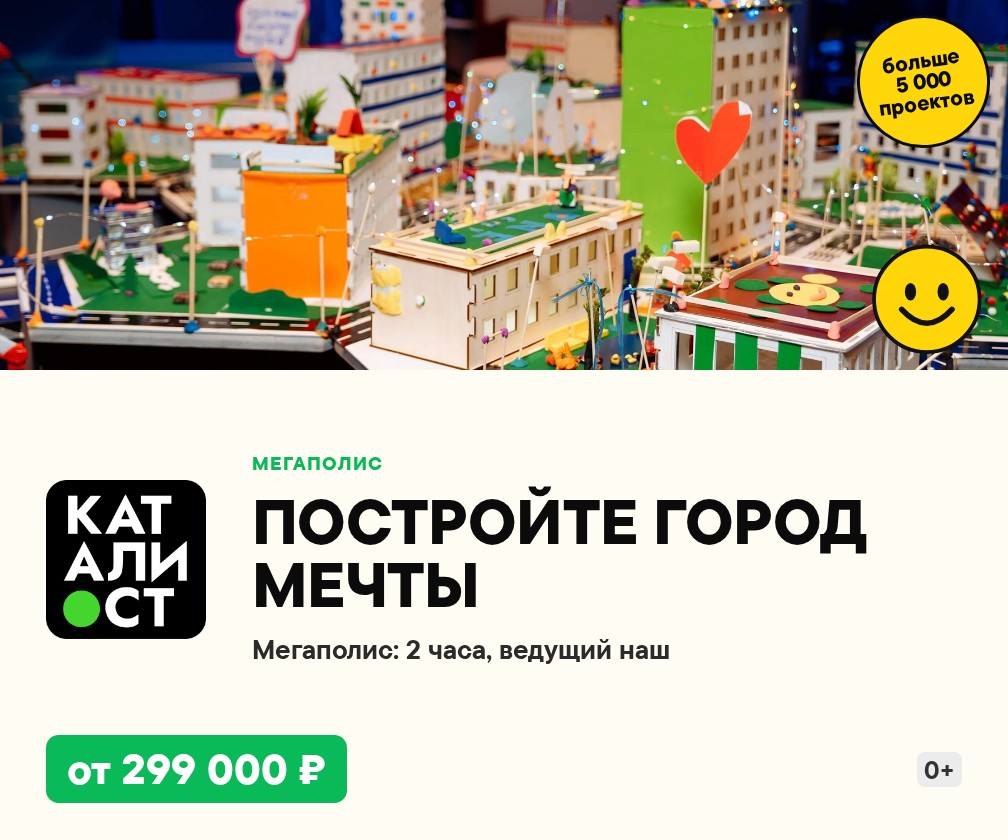 больше
5 000
проектов
МЕГАПОЛИС
ПОСТРОЙТЕ ГОРОД
МЕЧТЫ
КАТ
АЛИ
ОСТ
Мегаполис: 2 часа, ведущий наш
от 299 000 ₽
0+